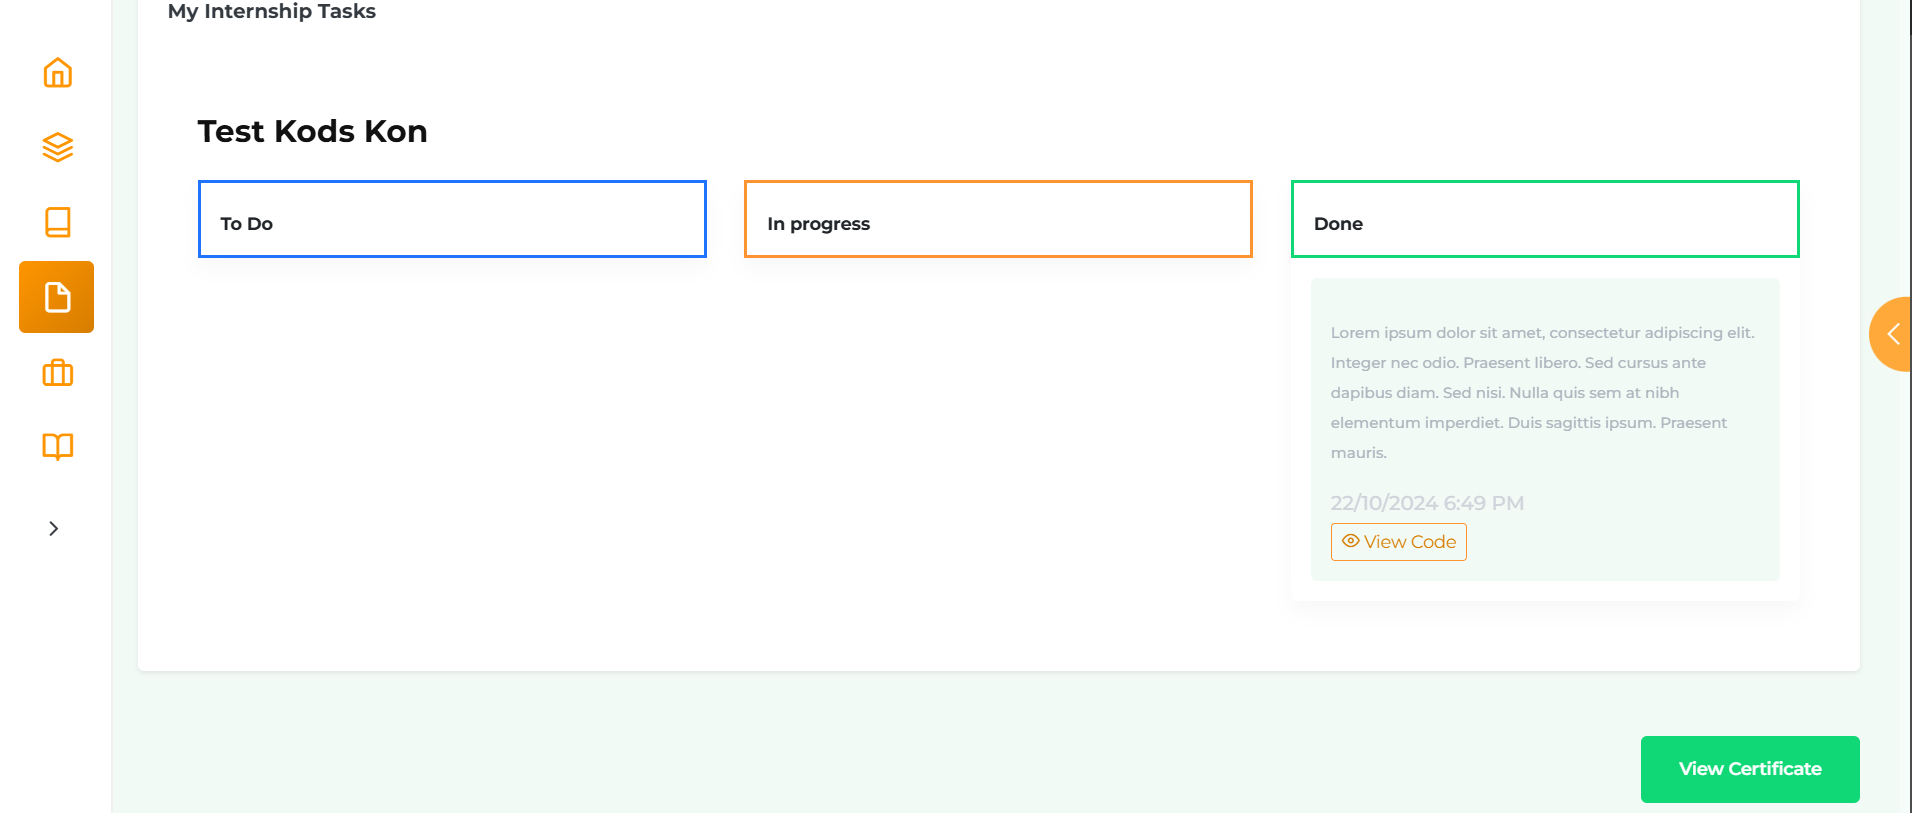 My Internship Tasks
Test Kods Kon
To Do
In progress
Done
Lorem ipsum dolor sit amet, consectetur adipiscing elit.
Integer nec odio. Praesent libero. Sed cursus ante
dapibus diam. Sed nisi. Nulla quis sem at nibh
elementum imperdiet. Duis sagittis ipsum. Praesent
mauris.
22/10/2024 6:49 PM
View Code
View Certificate